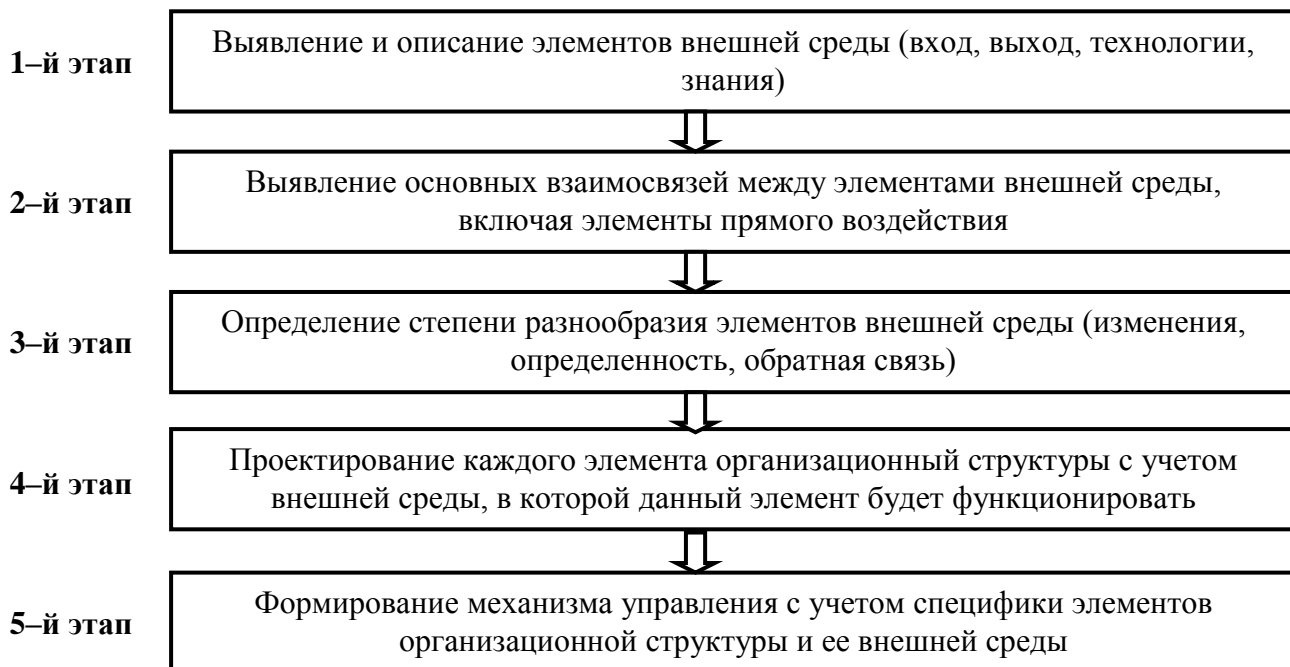 1–й этап
Выявление и описание элементов внешней среды (вход, выход, технологии,
знания)
2–й этап
Выявление основных взаимосвязей между элементами внешней среды,
включая элементы прямого воздействия
3–й этап
Определение степени разнообразия элементов внешней среды (изменения,
определенность, обратная связь)
4–й этап
Проектирование каждого элемента организационный структуры с учетом
внешней среды, в которой данный элемент будет функционировать
5–й этап
Формирование механизма управления с учетом специфики элементов
организационной структуры и ее внешней среды